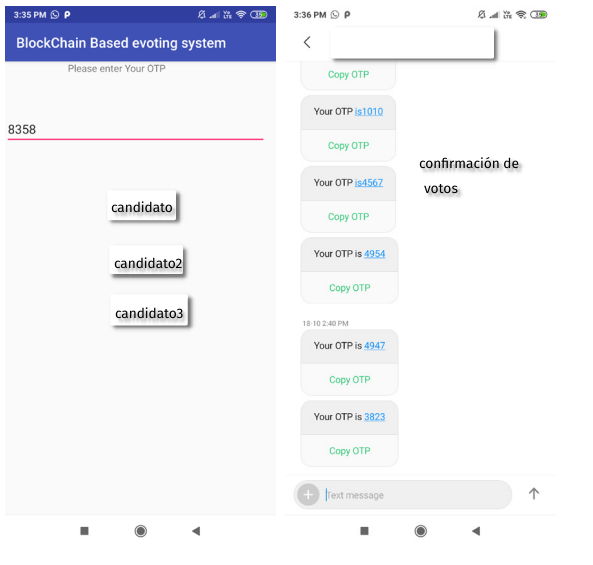 3:35 PM
BlockChain Based evoting system
Please enter Your OTP
8358
candidato
candidato2
candidato3
3:36 PM
Copy OTP
Your OTP is1010
Copy OTP
Your OTP is4567
Copy OTP
Your OTP is 4954
Copy OTP
18-10 2:40 PM
Your OTP is 4947
Copy OTP
Your OTP is 3823
Copy OTP
Text message
confirmación de
votos